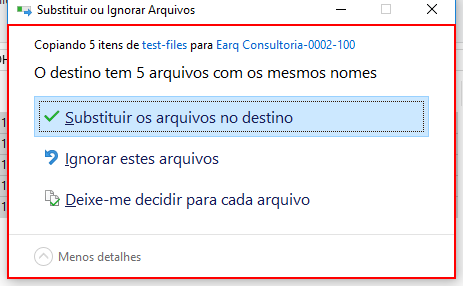 Substituir ou Ignorar Arquivos
Copiando 5 itens de test-files para Earq Consultoria-0002-100
O destino tem 5 arquivos com os mesmos nomes
Substituir os arquivos no destino
Ignorar estes arquivos
Deixe-me decidir para cada arquivo
Menos detalhes